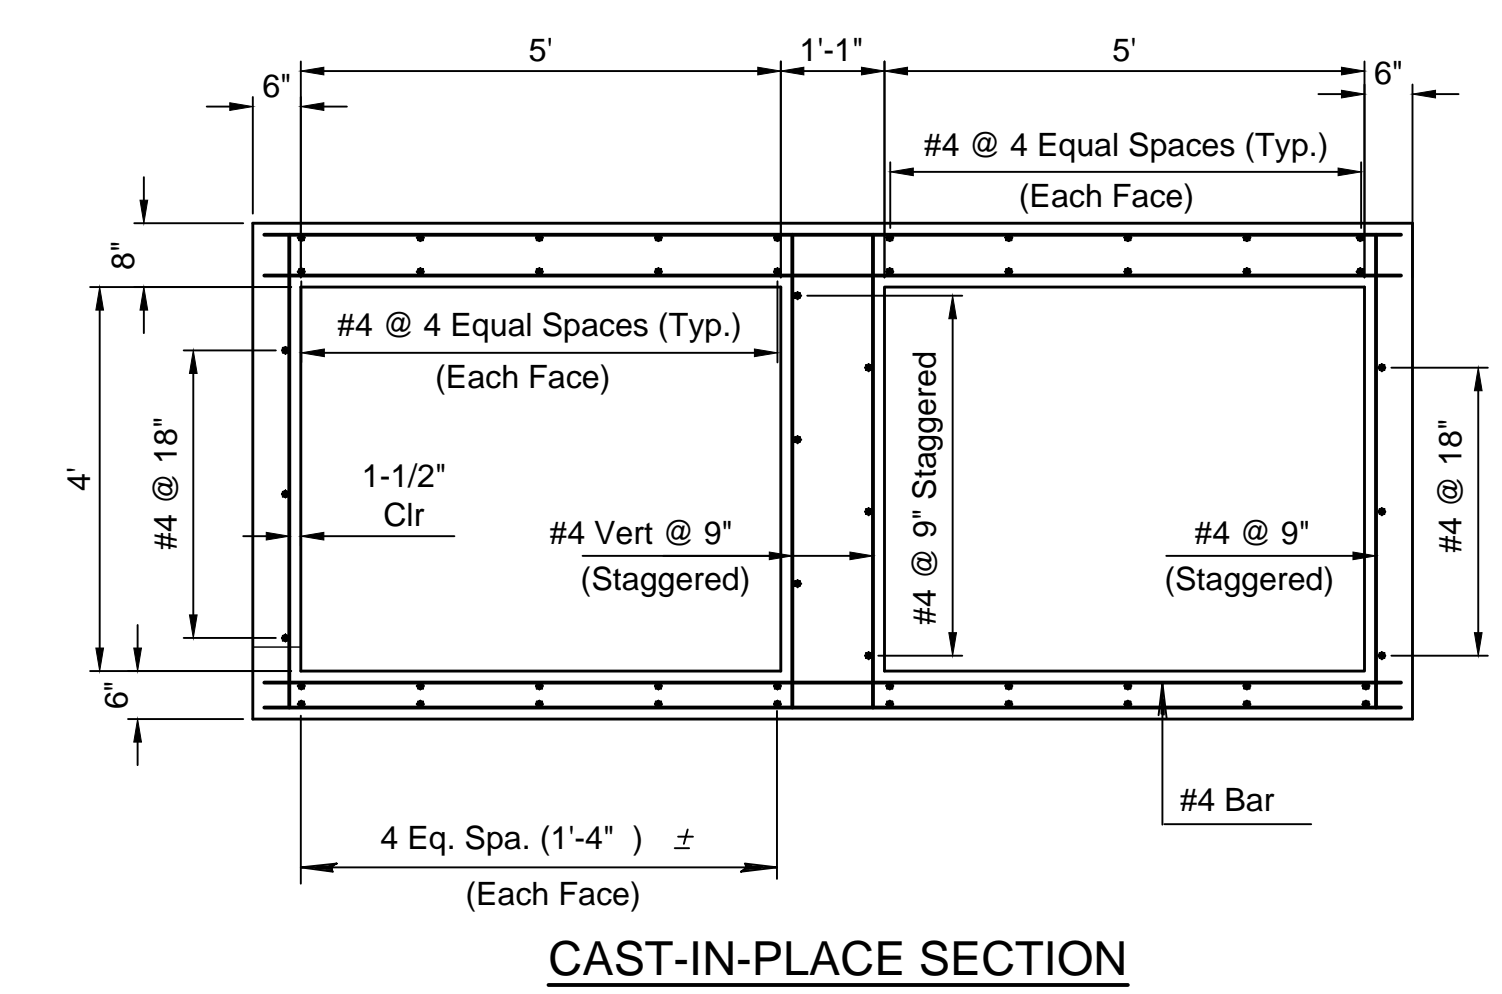 5'
1'-1"
5'
6"
6"
#4 @ 4 Equal Spaces (Typ.)
(Each Face)
8"
#4 @ 4 Equal Spaces (Typ.)
(Each Face)
4'
#4 @ 18"
1-1/2"
Clr
#4 Vert @ 9"
(Staggered)
#4 @ 9" Staggered
#4 @ 9"
(Staggered)
#4 @ 18"
6"
#4 Bar
4 Eq. Spa. (1'-4" ) ±
(Each Face)
CAST-IN-PLACE SECTION